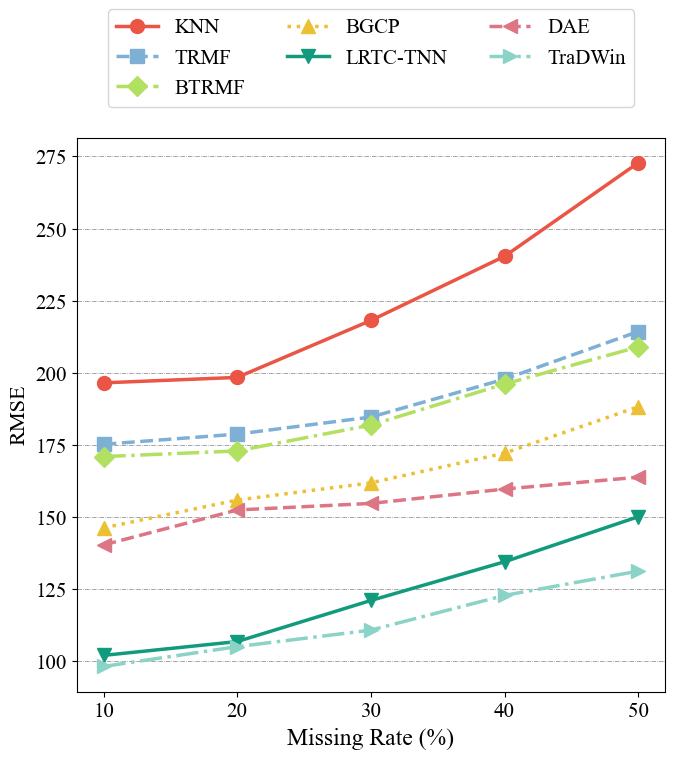 KNN
TRMF
BTRMF
BGCP
LRTC-TNN
DAE
TraDWin
275
250
225
200
175
150
125
100
RMSE
10 20 30 40 50
Missing Rate (%)